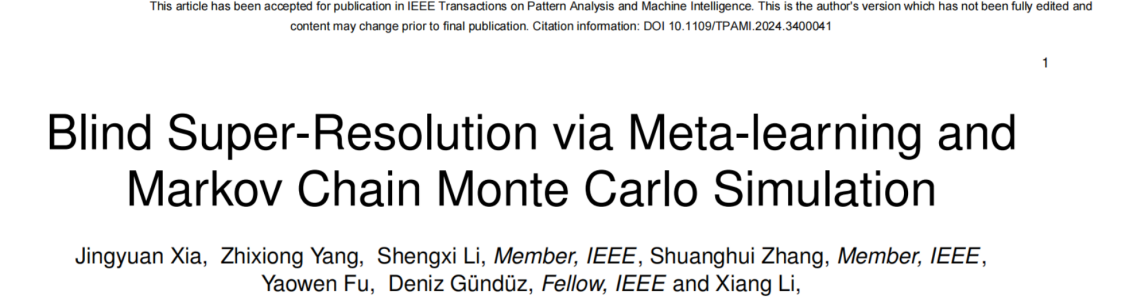 This article has been accepted for publication in IEEE Transactions on Pattern Analysis and Machine Intelligence. This is the author's version which has not been fully edited and
content may change prior to final publication. Citation information: DOI 10.1109/TPAMI.2024.3400041
1
Blind Super-Resolution via Meta-learning and
Markov Chain Monte Carlo Simulation
Jingyuan Xia, Zhixiong Yang, Shengxi Li, Member, IEEE, Shuanghui Zhang, Member, IEEE,
Yaowen Fu, Deniz Gündüz, Fellow, IEEE and Xiang Li,